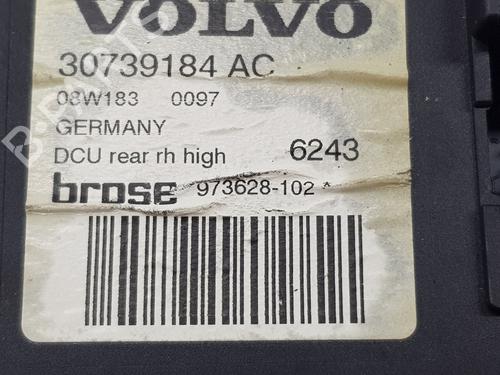 VOLVO
30739184 AC
08W183 0097
GERMANY
DCU rear rh high 6243
brose 973628-102 *